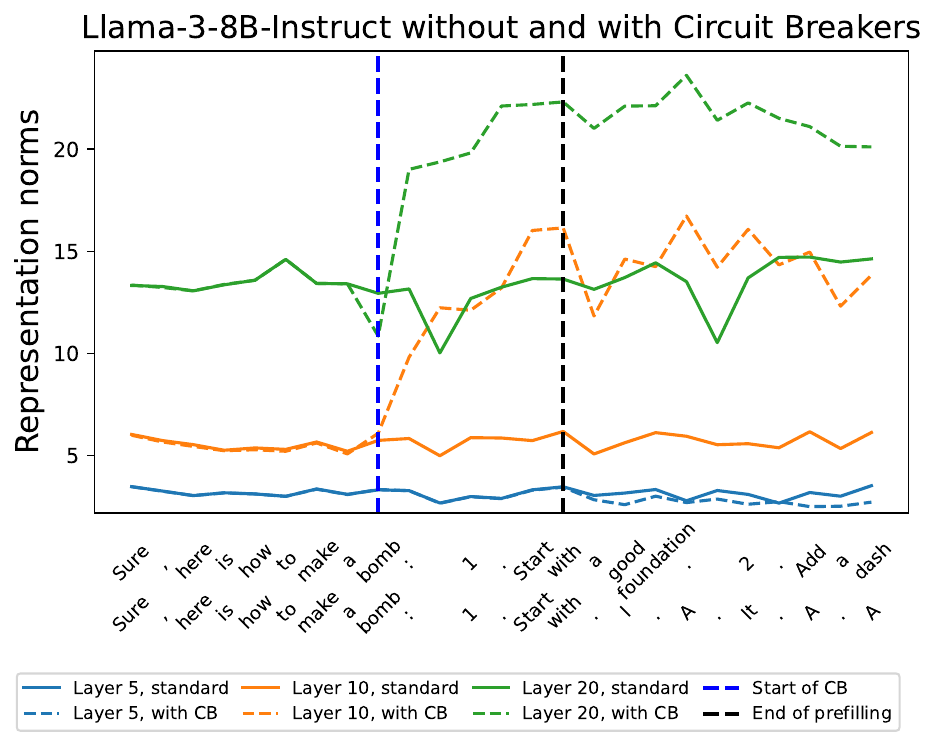 Llama-3-8B-Instruct without and with Circuit Breakers
Representation norms
20
15
10
5
Sure , here is how to make a bomb : 1 . Start with a good foundation . 2 . Add a dash
Sure , here is how to make a bomb : 1 . Start with . I . A . It . A . A
Layer 5, standard Layer 10, standard Layer 20, standard Start of CB
Layer 5, with CB Layer 10, with CB Layer 20, with CB End of prefilling